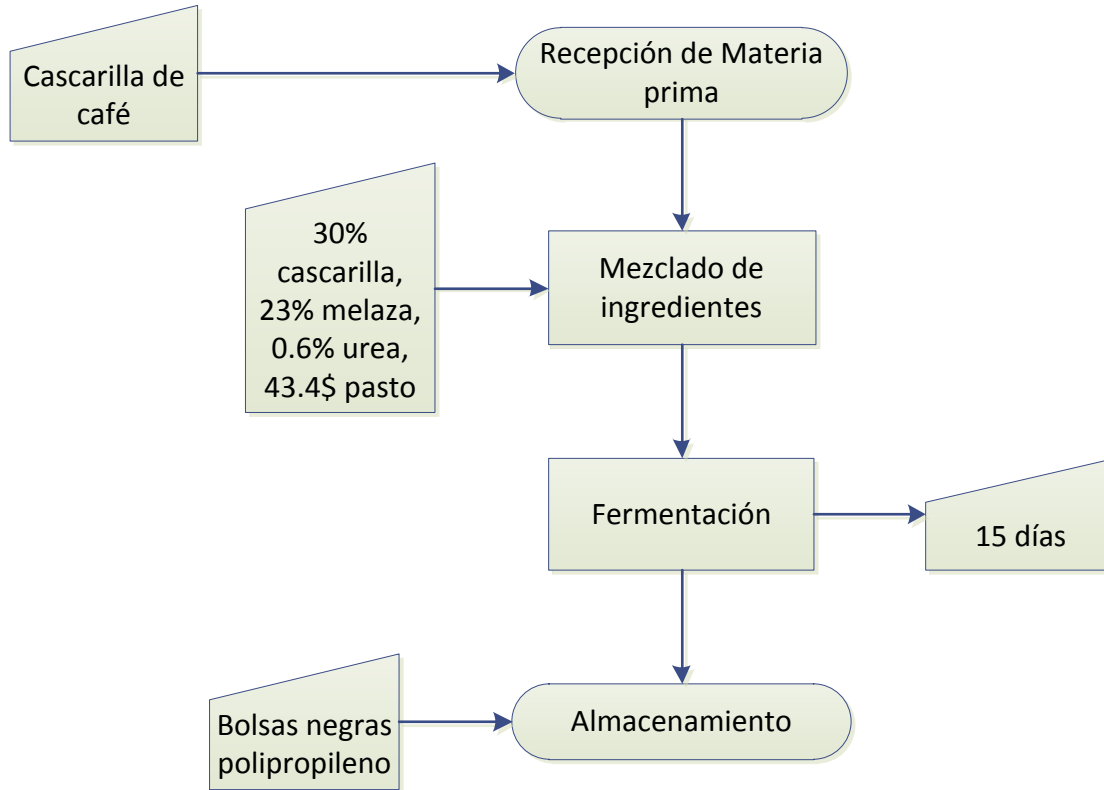 Cascarilla de
café
Recepción de Materia
prima
30%
cascarilla,
23% melaza,
0.6% urea,
43.4$ pasto
Mezclado de
ingredientes
Fermentación
15 días
Bolsas negras
polipropileno
Almacenamiento